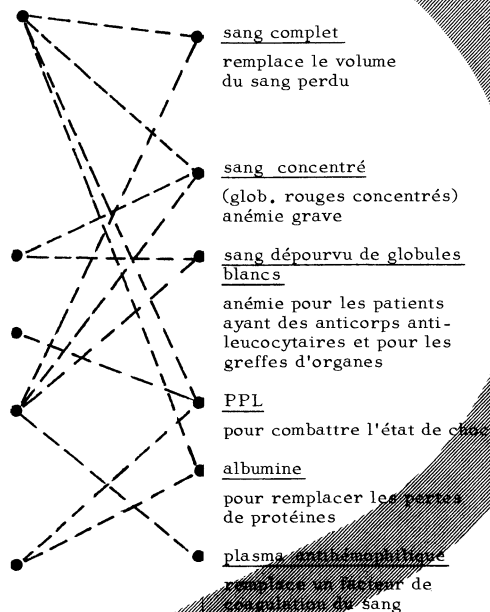 sang complet
remplace le volume
du sang perdu
sang concentré
(glob. rouges concentrés)
anémie grave
sang dépourvu de globules
blancs
anémie pour les patients
ayant des anticorps anti-
leucocytaires et pour les
greffes d'organes
PPL
pour combattre l'état de choc
albumine
pour remplacer les pertes
de protéines
plasma antihémophilique
remplace un facteur de
coagulation du sang